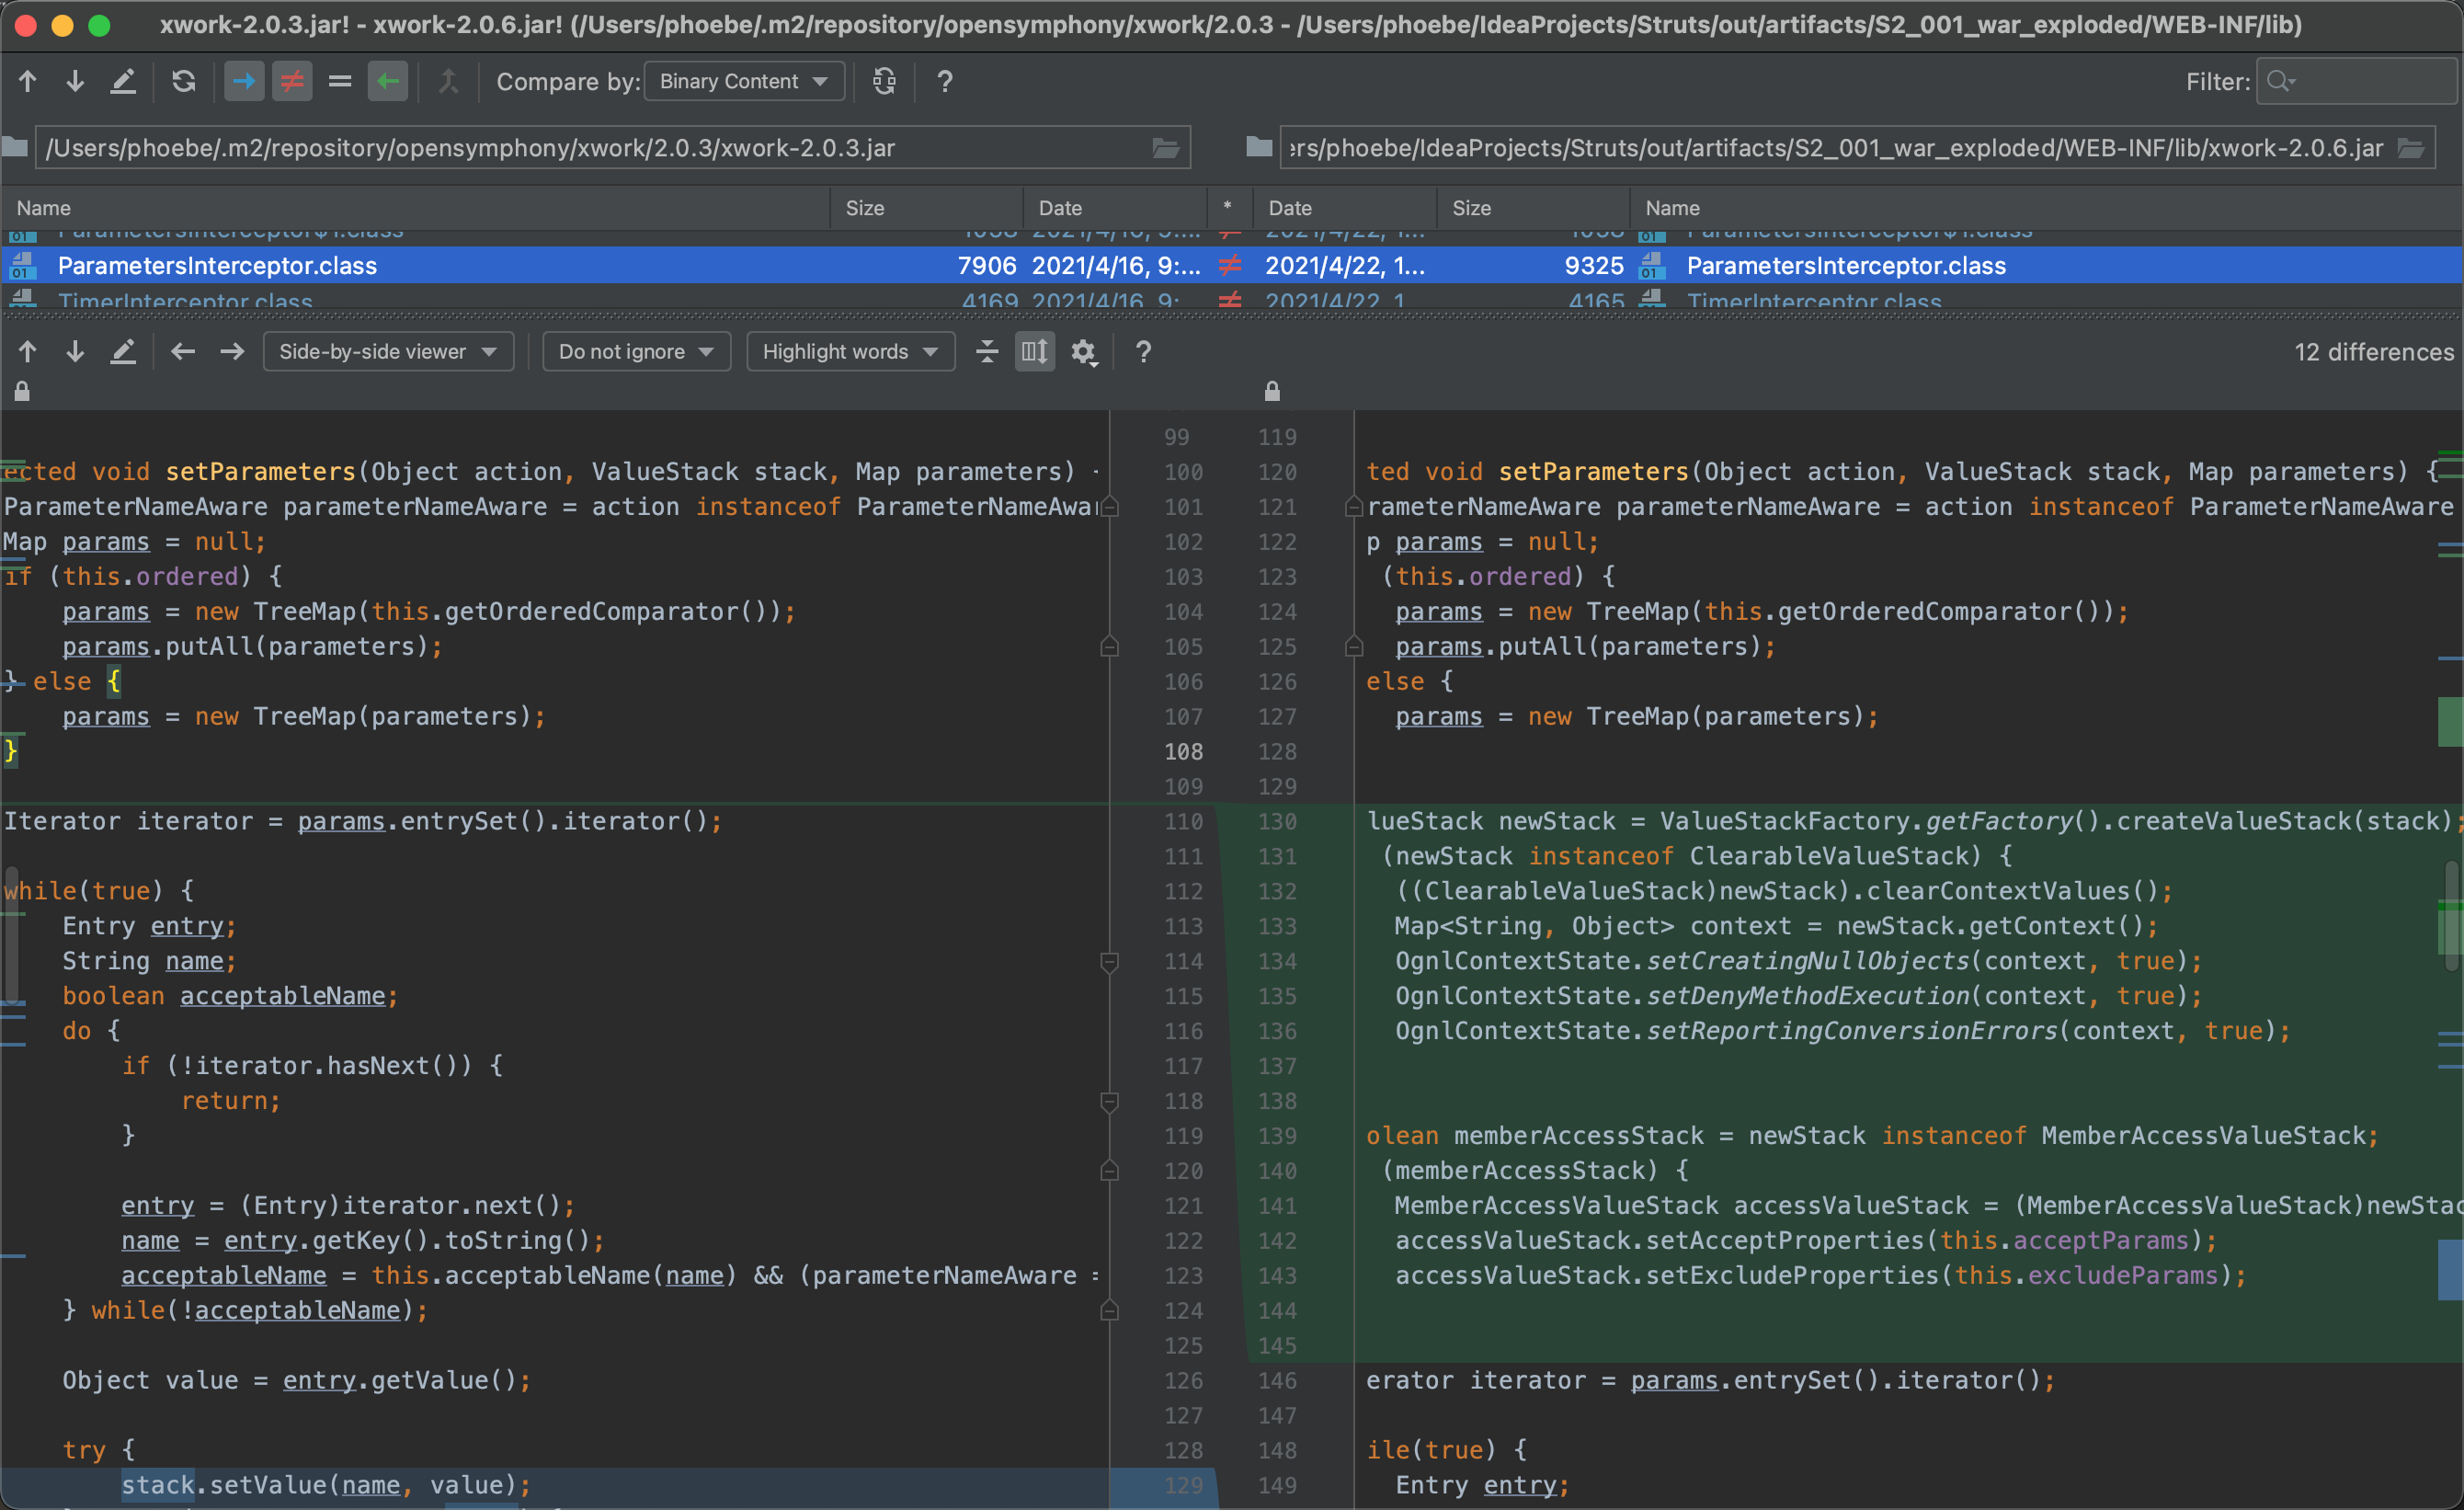 xwork-2.0.3.jar! - xwork-2.0.6.jar! (/Users/phoebe/.m2/repository/opensymphony/xwork/2.0.3 - /Users/phoebe/IdeaProjects/Struts/out/artifacts/S2_001_war_exploded/WEB-INF/lib)
Compare by: Binary Content ? Filter:
/Users/phoebe/.m2/repository/opensymphony/xwork/2.0.3/xwork-2.0.3.jar
ers/phoebe/IdeaProjects/Struts/out/artifacts/S2_001_war_exploded/WEB-INF/lib/xwork-2.0.6.jar
Name Size Date * Date Size Name
ParametersInterceptor$1.class 2021/4/16, 9:... ≠ 2021/4/22, 1... ParametersInterceptor$1.class
ParametersInterceptor.class 7906 2021/4/16, 9:... ≠ 2021/4/22, 1... 9325 ParametersInterceptor.class
TimerInterceptor.class 4169 2021/4/16, 9: ≠ 2021/4/22, 1 4165 TimerInterceptor.class
Side-by-side viewer Do not ignore Highlight words ? 12 differences
99
ected void setParameters(Object action, ValueStack stack, Map parameters) 100
ParameterNameAware parameterNameAware = action instanceof ParameterNameAwar 101
Map params = null; 102
if (this.ordered) { 103
params = new TreeMap(this.getOrderedComparator()); 104
params.putAll(parameters); 105
} else { 106
params = new TreeMap(parameters); 107
} 108
109
Iterator iterator = params.entrySet().iterator(); 110
111
while(true) { 112
Entry entry; 113
String name; 114
boolean acceptableName; 115
do { 116
if (!iterator.hasNext()) { 117
return; 118
} 119
120
entry = (Entry)iterator.next(); 121
name = entry.getKey().toString(); 122
acceptableName = this.acceptableName(name) && (parameterNameAware = 123
} while(!acceptableName); 124
125
Object value = entry.getValue(); 126
127
try { 128
stack.setValue(name, value); 129
119
120 ted void setParameters(Object action, ValueStack stack, Map parameters) {
121 rameterNameAware parameterNameAware = action instanceof ParameterNameAware
122 p params = null;
123 (this.ordered) {
124 params = new TreeMap(this.getOrderedComparator());
125 params.putAll(parameters);
126 else {
127 params = new TreeMap(parameters);
128
129
130 lueStack newStack = ValueStackFactory.getFactory().createValueStack(stack);
131 (newStack instanceof ClearableValueStack) {
132 ((ClearableValueStack)newStack).clearContextValues();
133 Map<String, Object> context = newStack.getContext();
134 OgnlContextState.setCreatingNullObjects(context, true);
135 OgnlContextState.setDenyMethodExecution(context, true);
136 OgnlContextState.setReportingConversionErrors(context, true);
137
138
139 olean memberAccessStack = newStack instanceof MemberAccessValueStack;
140 (memberAccessStack) {
141 MemberAccessValueStack accessValueStack = (MemberAccessValueStack)newStac
142 accessValueStack.setAcceptProperties(this.acceptParams);
143 accessValueStack.setExcludeProperties(this.excludeParams);
144
145
146 erator iterator = params.entrySet().iterator();
147
148 ile(true) {
149 Entry entry;